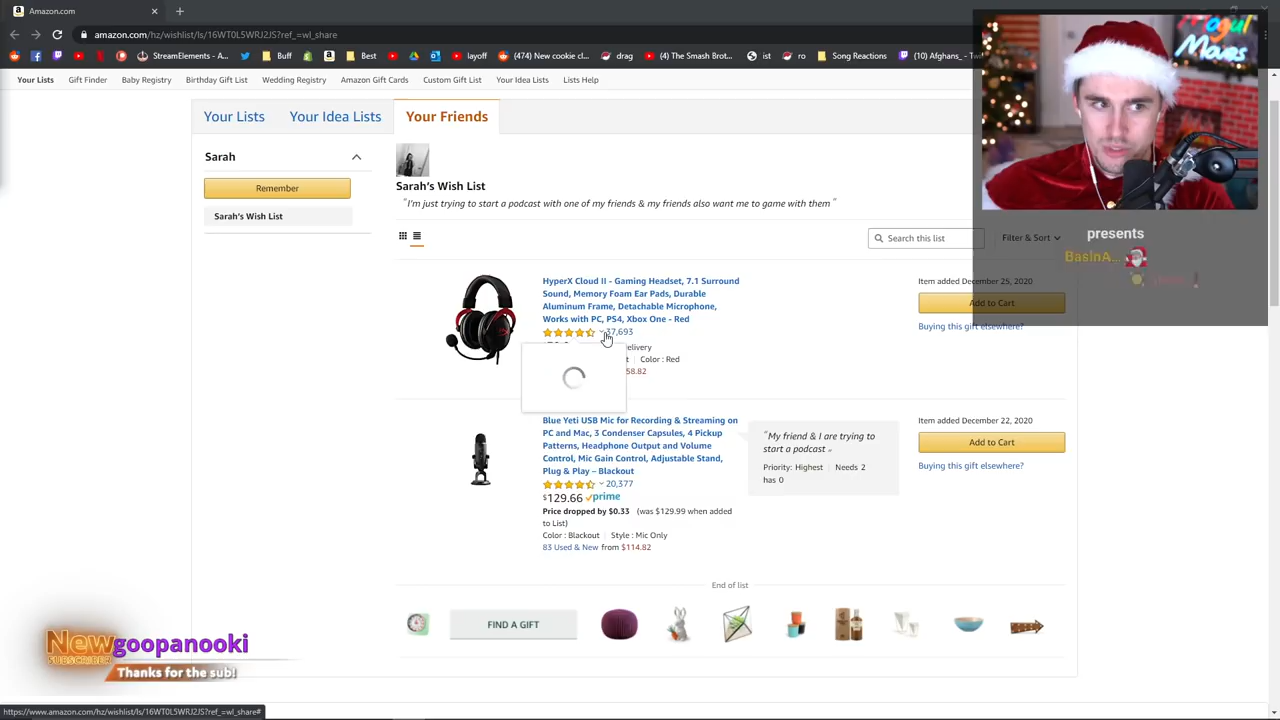 Amazon.com
amazon.com/hz/wishlist/ls/16WT0L5WRJ2JS?ref_=wl_share
StreamElements - A...
Buff
Best
layoff
(474) New cookie cl...
drag
(4) The Smash Brot...
ist
ro
Song Reactions
(10) Afghans_ - Twi
Your Lists
Gift Finder
Baby Registry
Birthday Gift List
Wedding Registry
Amazon Gift Cards
Custom Gift List
Your Idea Lists
Lists Help
Mogul
Moves
Your Lists
Your Idea Lists
Your Friends
Sarah
Remember
Sarah's Wish List
Sarah's Wish List
"I'm just trying to start a podcast with one of my friends & my friends also want me to game with them"
Search this list
Filter & Sort
presents
BasinA...
HyperX Cloud II - Gaming Headset, 7.1 Surround
Sound, Memory Foam Ear Pads, Durable
Aluminum Frame, Detachable Microphone,
Works with PC, PS4, Xbox One - Red
37,693
elivery
t | Color : Red
58.82
Item added December 25, 2020
Add to Cart
Buying this gift elsewhere?
Blue Yeti USB Mic for Recording & Streaming on
PC and Mac, 3 Condenser Capsules, 4 Pickup
Patterns, Headphone Output and Volume
Control, Mic Gain Control, Adjustable Stand,
Plug & Play – Blackout
20,377
$129.66 prime
Price dropped by $0.33 (was $129.99 when added
to List)
Color : Blackout | Style : Mic Only
83 Used & New from $114.82
"My friend & I are trying to
start a podcast"
Priority: Highest | Needs 2
has 0
Item added December 22, 2020
Add to Cart
Buying this gift elsewhere?
End of list
FIND A GIFT
New
SUBSCRIBER!
goopanooki
Thanks for the sub!
https://www.amazon.com/hz/wishlist/ls/16WT0L5WRJ2JS?ref_=wl_share#